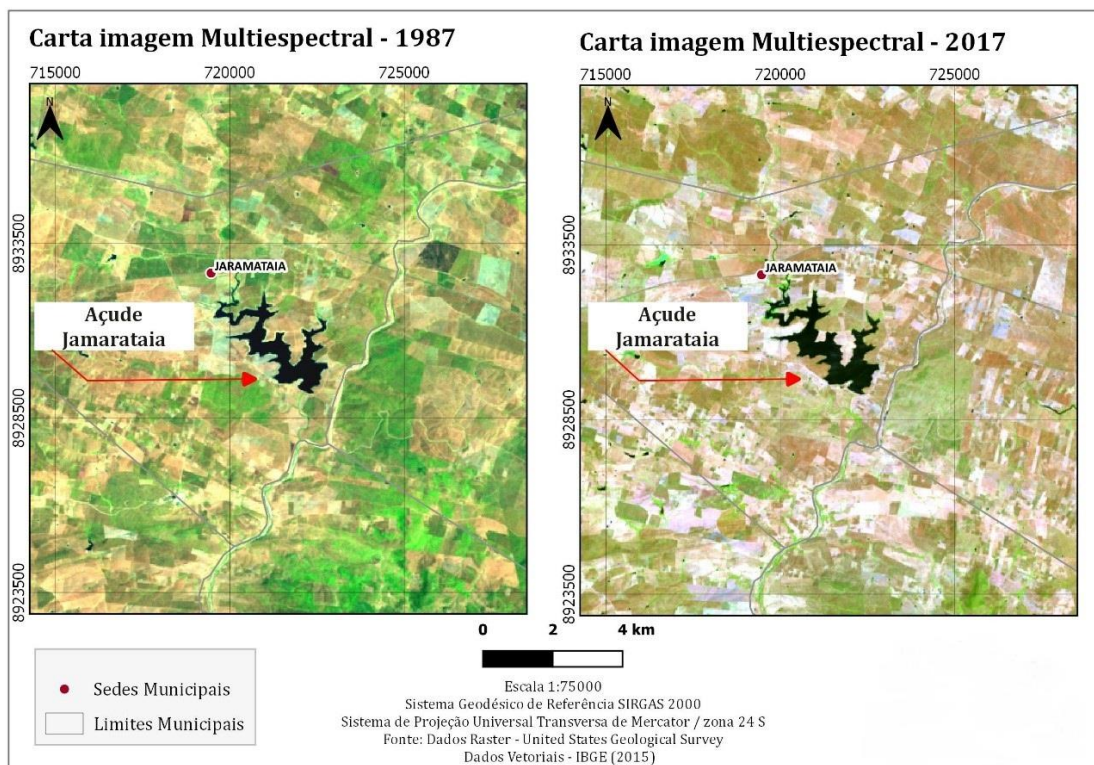 Carta imagem Multiespectral - 1987
715000 720000 725000
N
8933500
8928500
8923500
JARAMATAIA
Açude
Jamarataia
Carta imagem Multiespectral - 2017
715000 720000 725000
N
8933500
8928500
8923500
JARAMATAIA
Açude
Jamarataia
Sedes Municipais
Limites Municipais
0 2 4 km
Escala 1:75000
Sistema Geodésico de Referência SIRGAS 2000
Sistema de Projeção Universal Transversa de Mercator / zona 24 S
Fonte: Dados Raster - United States Geological Survey
Dados Vetoriais - IBGE (2015)